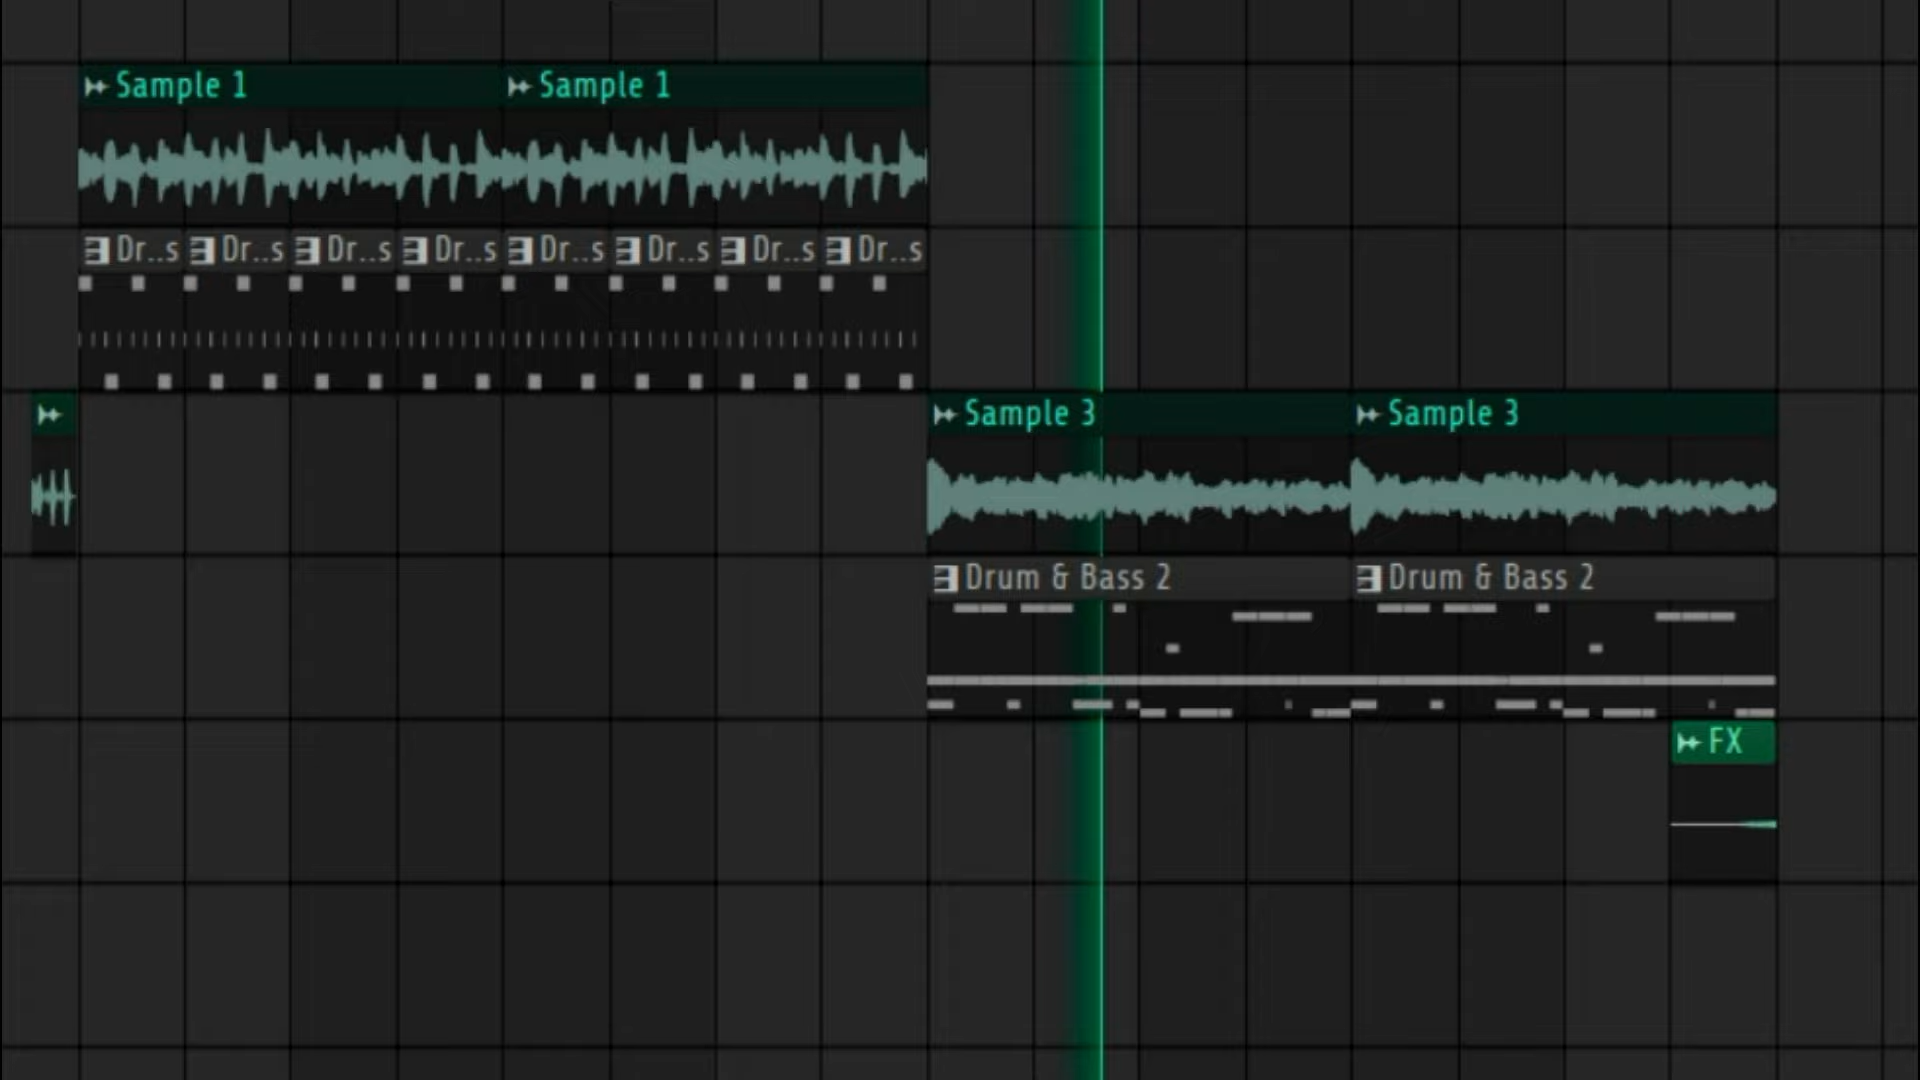 Sample 1 Sample 1
Dr..s Dr..s Dr..s Dr..s Dr..s Dr..s Dr..s Dr..s
Sample 3 Sample 3
Drum & Bass 2 Drum & Bass 2
FX